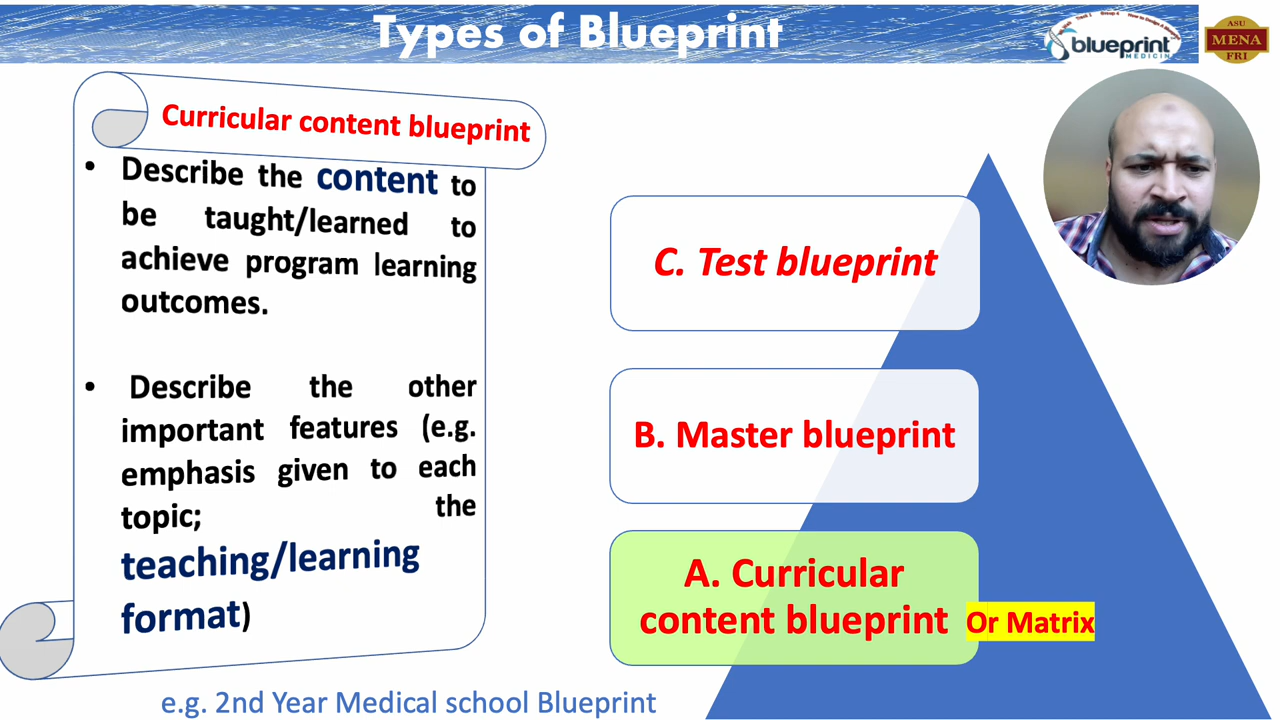 Types of Blueprint
blueprint
MEDICIN
ASU
MENA
FRI
Curricular content blueprint
• Describe the content to
be taught/learned to
achieve program learning
outcomes.
• Describe the other
important features (e.g.
emphasis given to each
topic; the
teaching/learning
format)
e.g. 2nd Year Medical school Blueprint
C. Test blueprint
B. Master blueprint
A. Curricular
content blueprint
Or Matrix